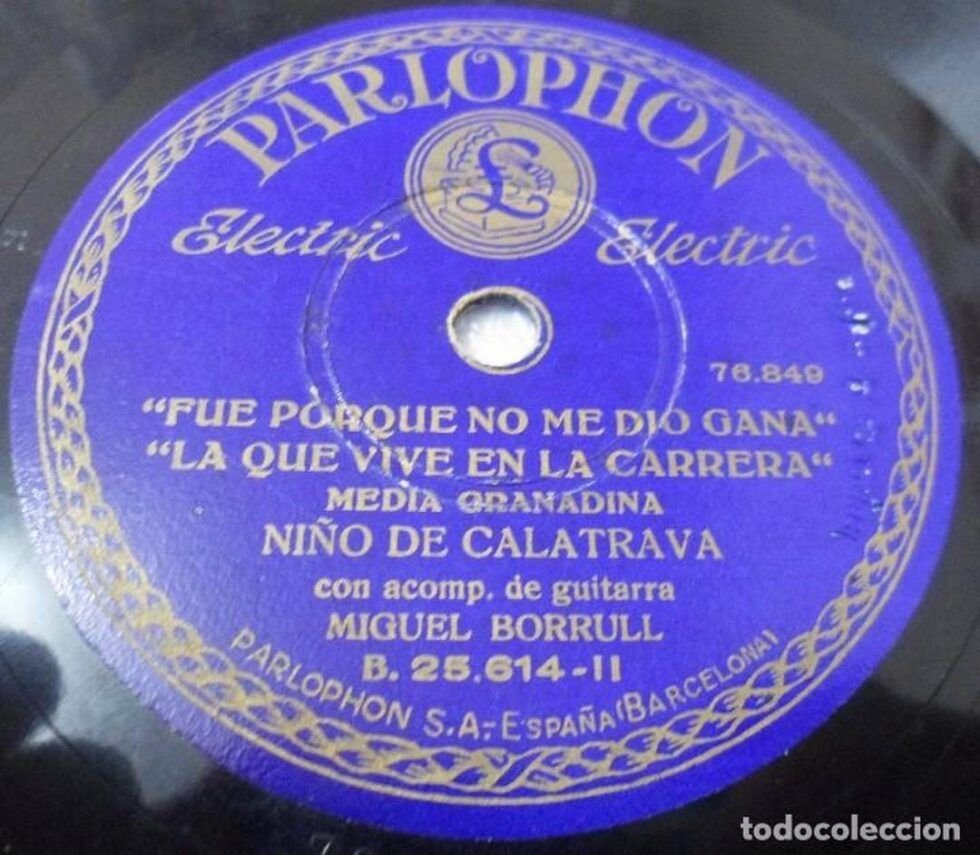 PARLOPHON
£
Electric Electric
76.849
“FUE PORQUE NO ME DIO GANA“
“LA QUE VIVE EN LA CARRERA“
MEDIA GRANADINA
NIÑO DE CALATRAVA
con acomp. de guitarra
MIGUEL BORRULL
B. 25.614-II
PARLOPHON S.A.-ESPAÑA (BARCELONA)
todocoleccion